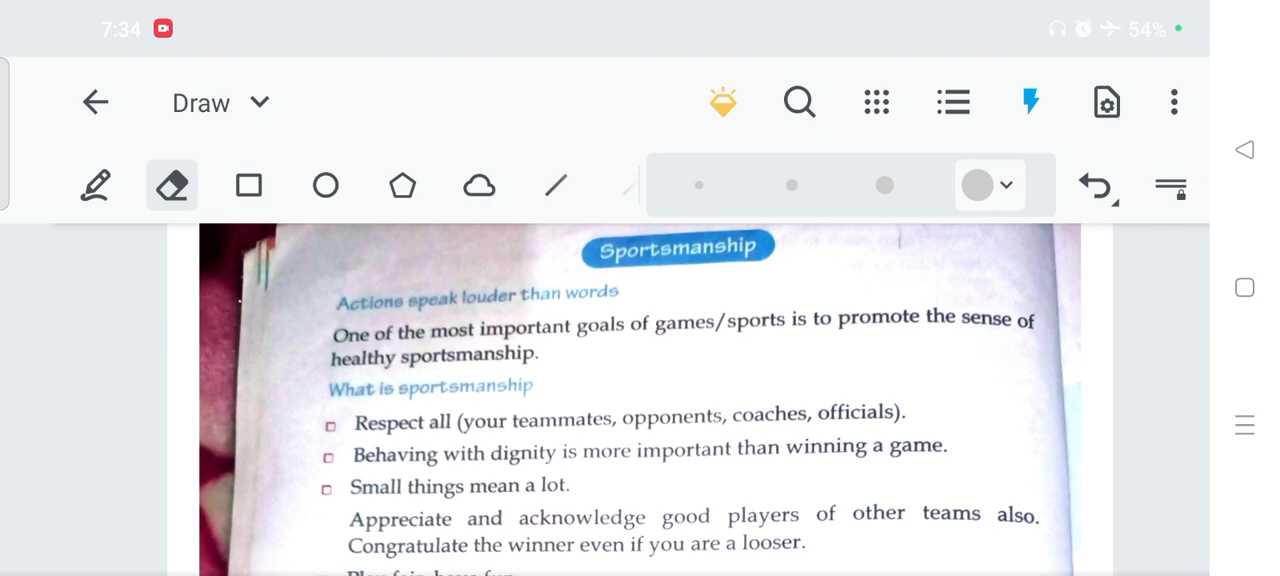 7:34
54%
Draw
Sportsmanship
Actions speak louder than words
One of the most important goals of games/sports is to promote the sense of
healthy sportsmanship.
What is sportsmanship
Respect all (your teammates, opponents, coaches, officials).
Behaving with dignity is more important than winning a game.
Small things mean a lot.
Appreciate and acknowledge good players of other teams also.
Congratulate the winner even if you are a looser.